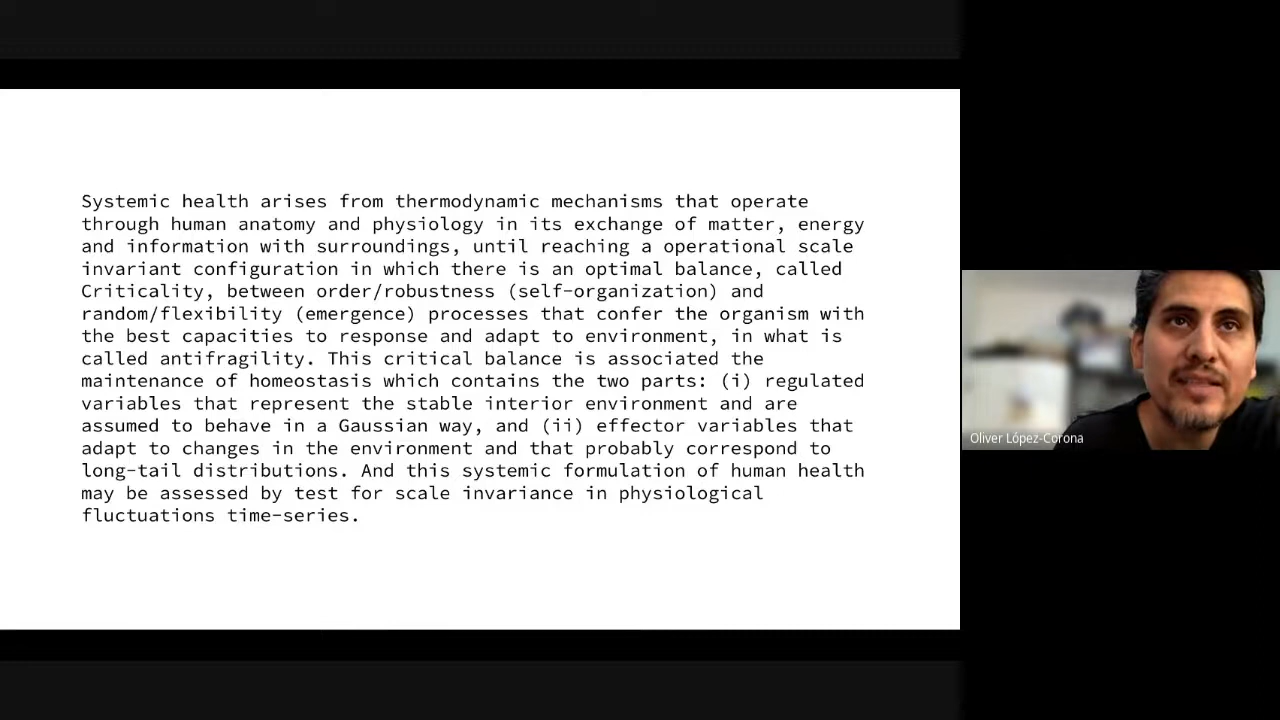 Systemic health arises from thermodynamic mechanisms that operate
through human anatomy and physiology in its exchange of matter, energy
and information with surroundings, until reaching a operational scale
invariant configuration in which there is an optimal balance, called
Criticality, between order/robustness (self-organization) and
random/flexibility (emergence) processes that confer the organism with
the best capacities to response and adapt to environment, in what is
called antifragility. This critical balance is associated the
maintenance of homeostasis which contains the two parts: (i) regulated
variables that represent the stable interior environment and are
assumed to behave in a Gaussian way, and (ii) effector variables that
adapt to changes in the environment and that probably correspond to
long-tail distributions. And this systemic formulation of human health
may be assessed by test for scale invariance in physiological
fluctuations time-series.
Oliver López-Corona